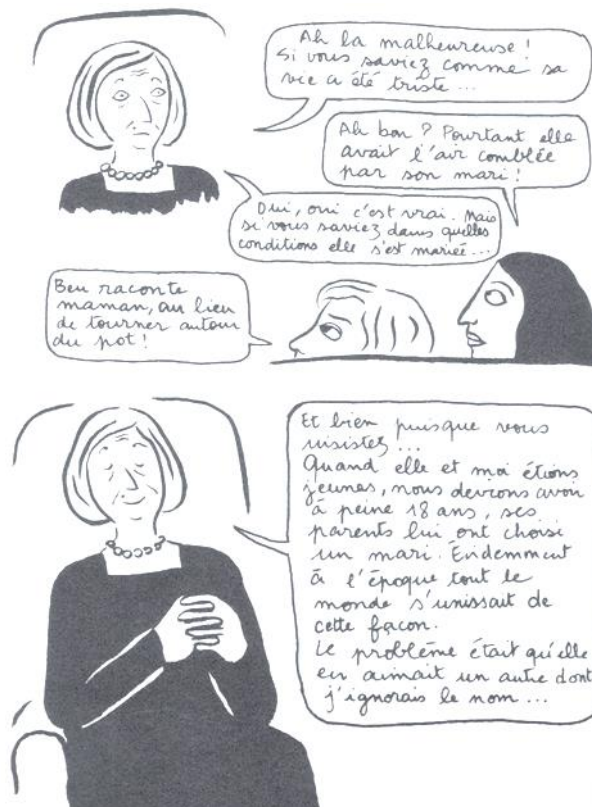 Ah la malheureuse !
Si vous saviez comme sa
vie a été triste ...
Ah bon ? Pourtant elle
avait l'air comblée
par son mari !
Oui, oui c'est vrai. Mais
si vous saviez dans quelles
conditions elle s'est mariée ...
Ben raconte
maman, au lieu
de tourner autour
du pot !
Et bien puisque vous
insistez ...
Quand elle et moi étions
jeunes, nous devions avoir
à peine 18 ans, ses
parents lui ont choisi
un mari. Évidemment
à l'époque tout le
monde s'unissait de
cette façon.
Le problème était qu'elle
en aimait un autre dont
j'ignorais le nom ...